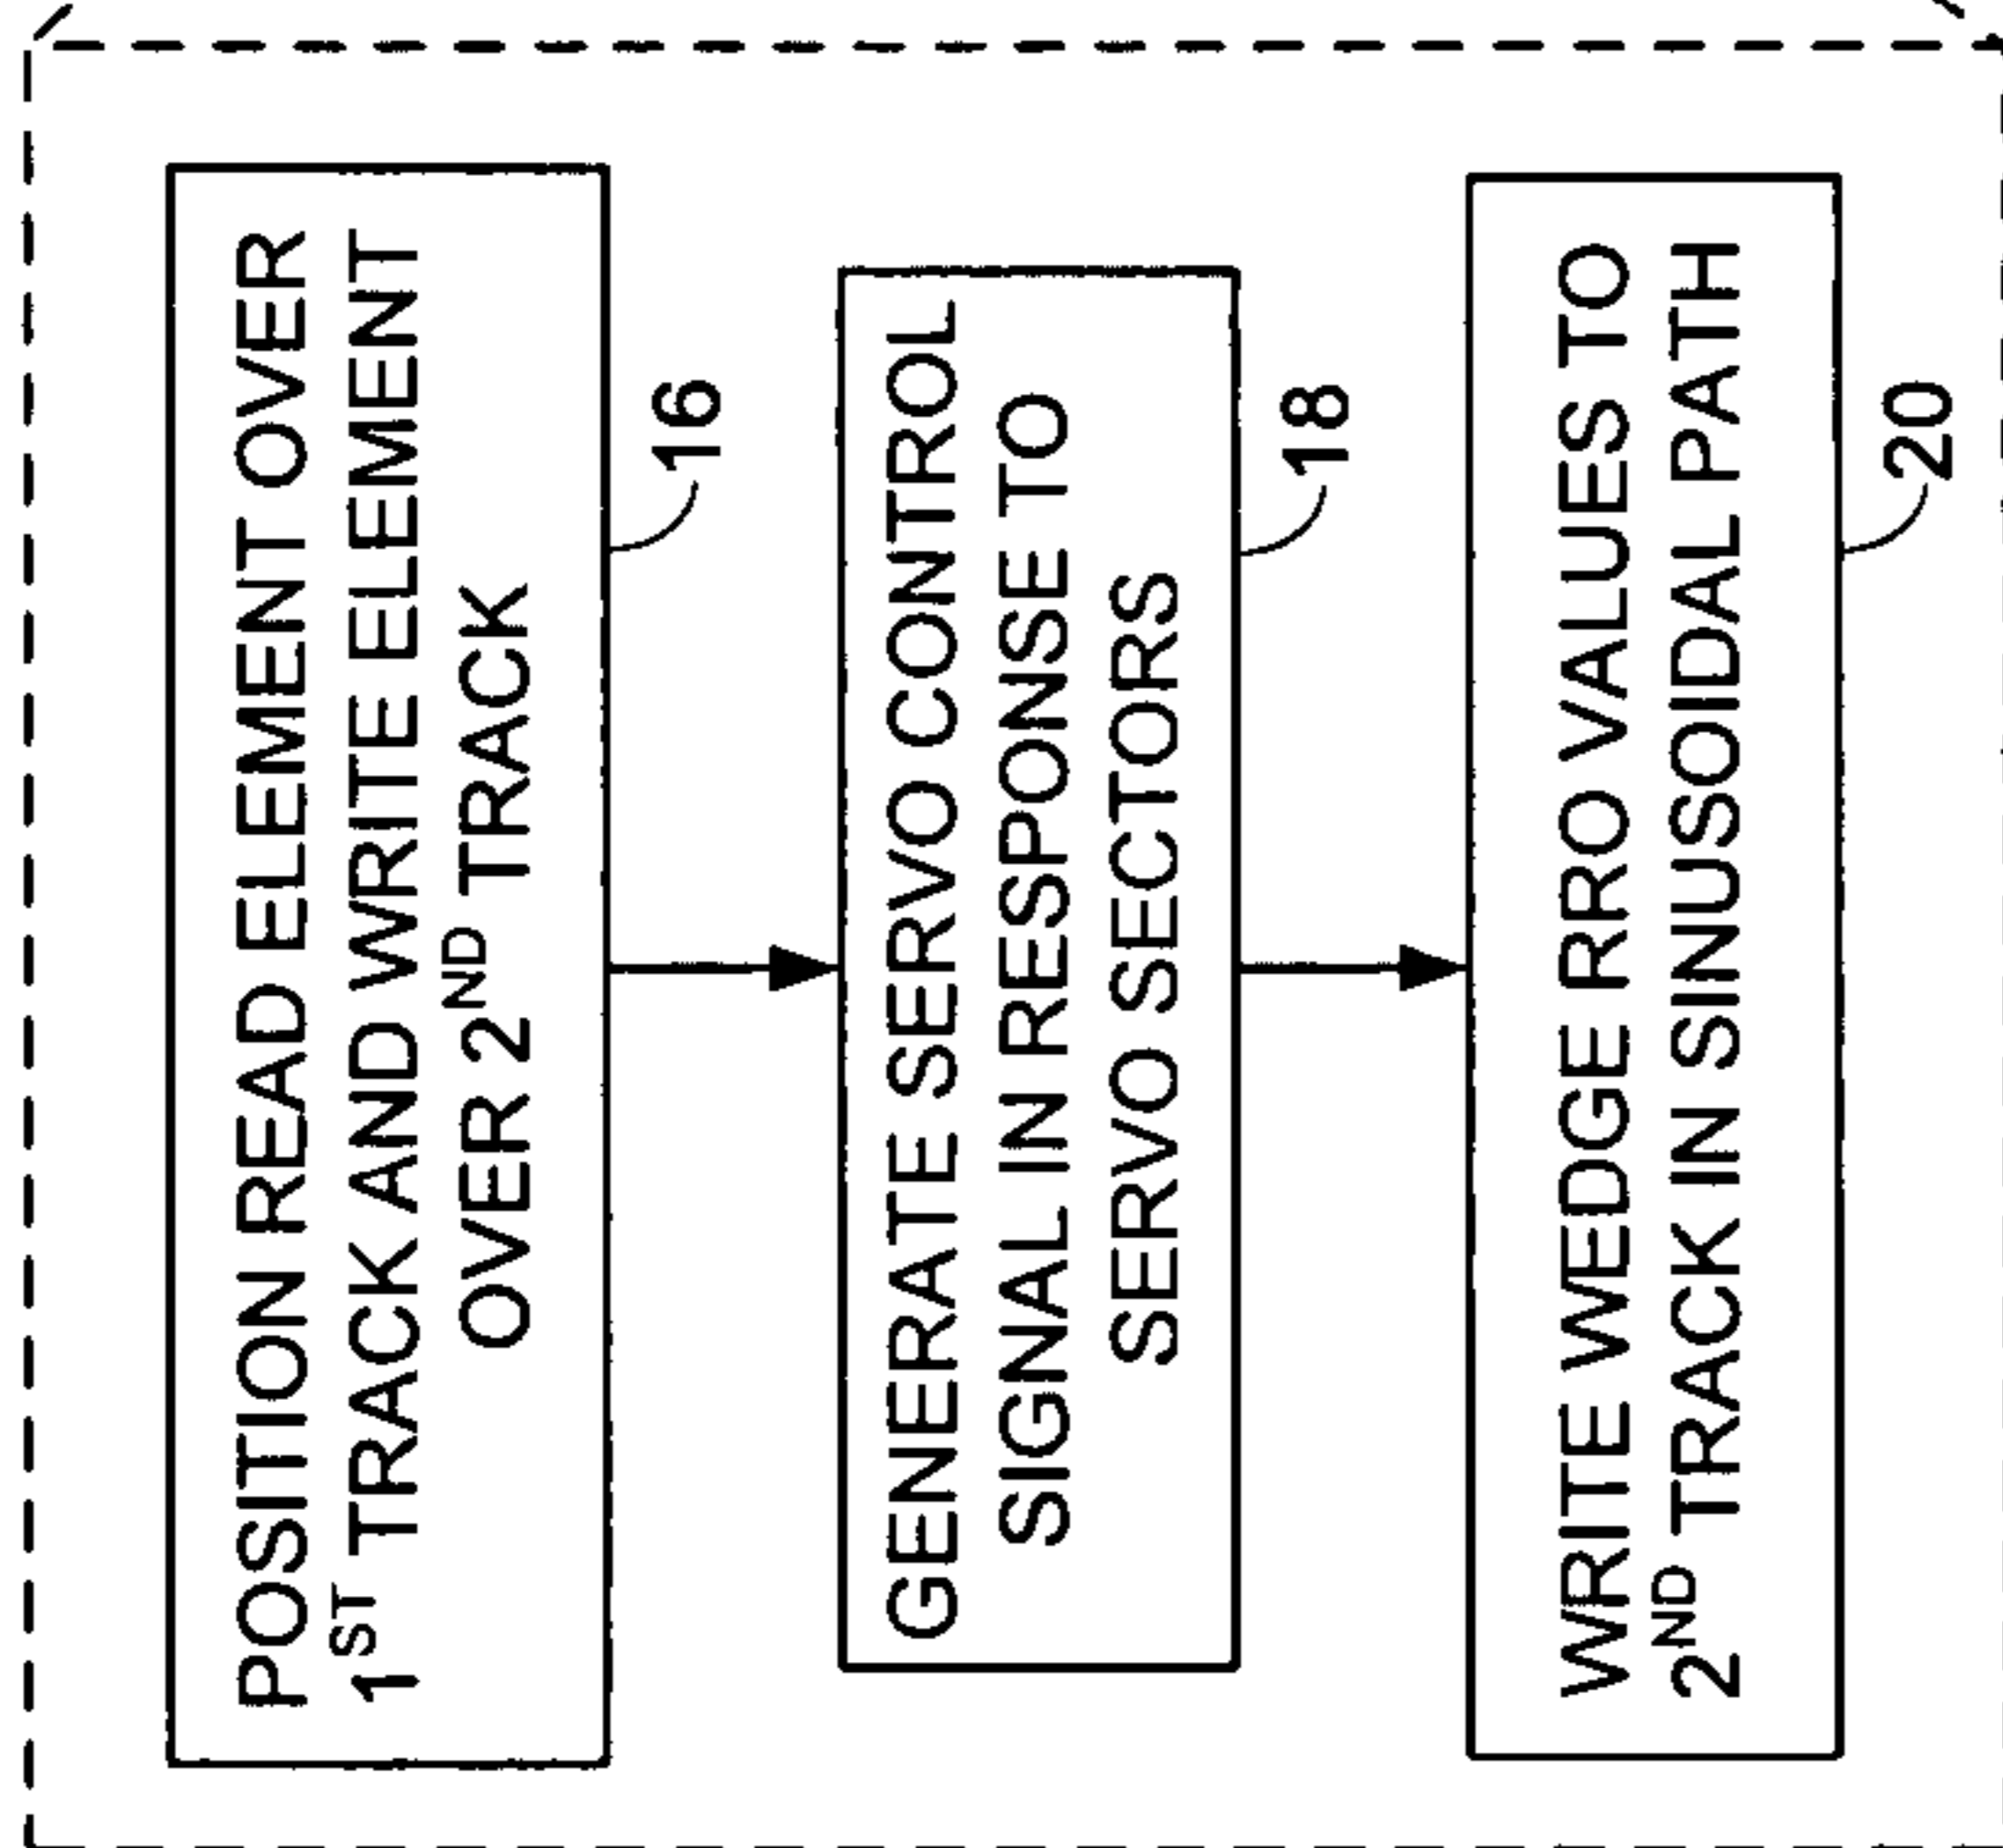 POSITION READ ELEMENT OVER
1ST TRACK AND WRITE ELEMENT
OVER 2ND TRACK
16
GENERATE SERVO CONTROL
SIGNAL IN RESPONSE TO
SERVO SECTORS
18
WRITE WEDGE RRO VALUES TO
2ND TRACK IN SINUSOIDAL PATH
20